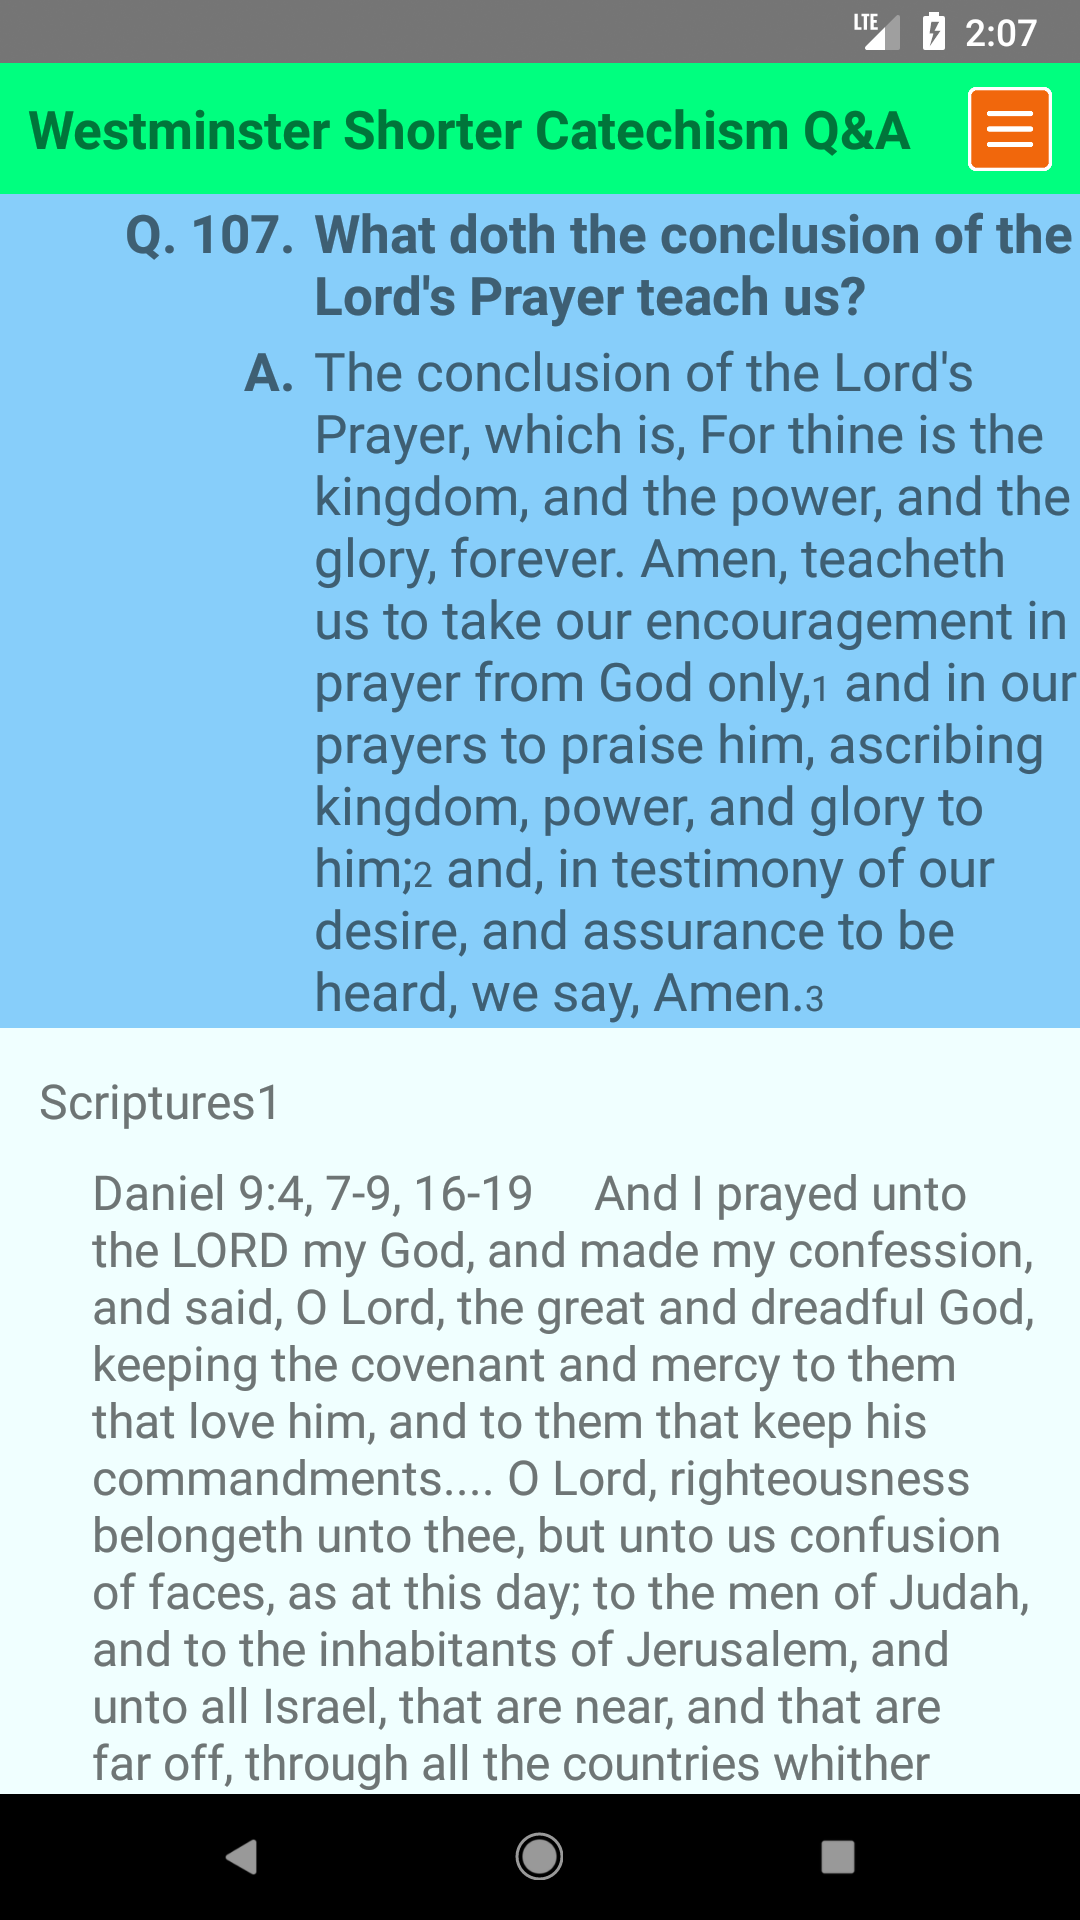 LTE 2:07
Westminster Shorter Catechism Q&A
Q. 107. What doth the conclusion of the
Lord's Prayer teach us?
A. The conclusion of the Lord's
Prayer, which is, For thine is the
kingdom, and the power, and the
glory, forever. Amen, teacheth
us to take our encouragement in
prayer from God only,1 and in our
prayers to praise him, ascribing
kingdom, power, and glory to
him;2 and, in testimony of our
desire, and assurance to be
heard, we say, Amen.3
Scriptures1
Daniel 9:4, 7-9, 16-19 And I prayed unto
the LORD my God, and made my confession,
and said, O Lord, the great and dreadful God,
keeping the covenant and mercy to them
that love him, and to them that keep his
commandments.... O Lord, righteousness
belongeth unto thee, but unto us confusion
of faces, as at this day; to the men of Judah,
and to the inhabitants of Jerusalem, and
unto all Israel, that are near, and that are
far off, through all the countries whither